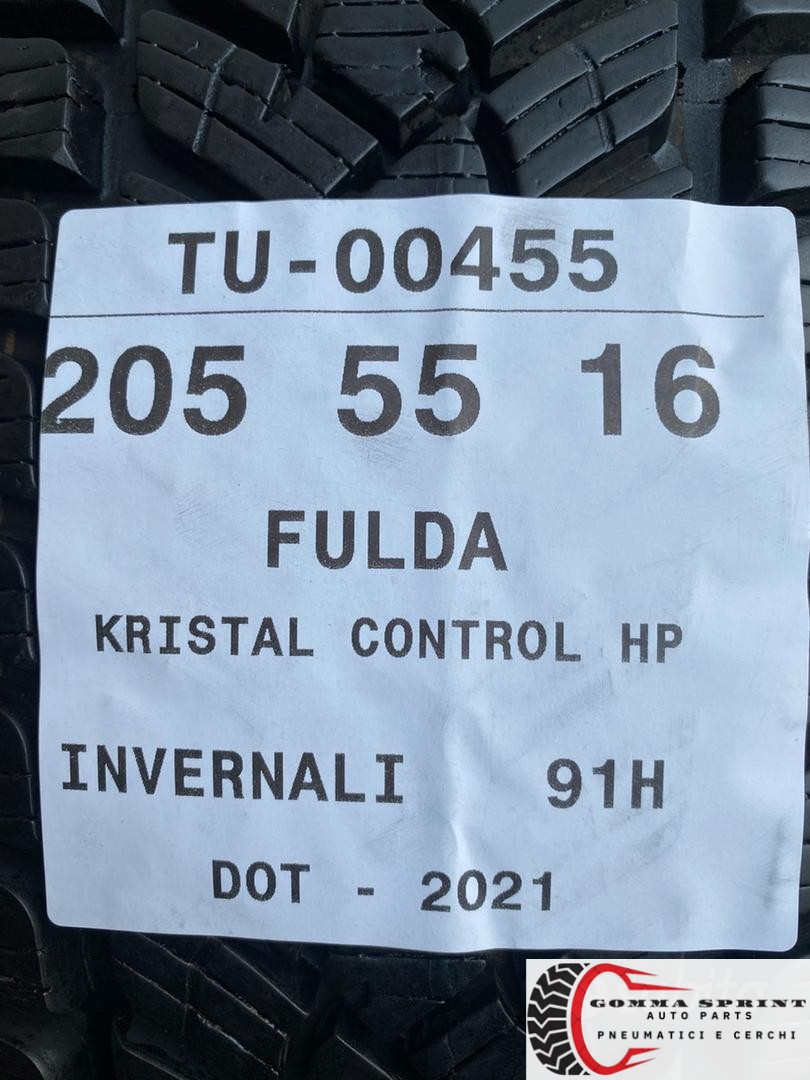 TU-00455
205 55 16
FULDA
KRISTAL CONTROL HP
INVERNALI 91H
DOT - 2021
GOMMA SPRINT
AUTO PARTS
PNEUMATICI E CERCHI